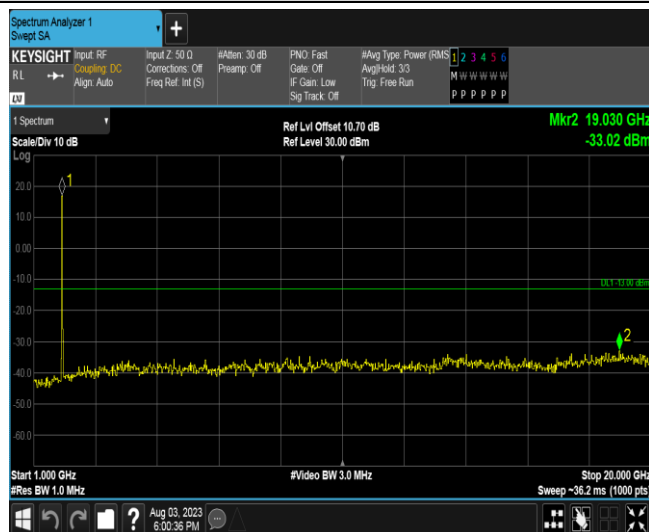 Spectrum Analyzer 1
Swept SA
+
KEYSIGHT
RL
LXI
Input: RF
Coupling: DC
Align: Auto
Input Z: 50 Ω
Corrections: Off
Freq Ref: Int (S)
#Atten: 30 dB
Preamp: Off
PNO: Fast
Gate: Off
IF Gain: Low
Sig Track: Off
#Avg Type: Power (RMS
Avg|Hold: 3/3
Trig: Free Run
1 2 3 4 5 6
M W W W W W
P P P P P P
1 Spectrum
Scale/Div 10 dB
Log
Ref Lvl Offset 10.70 dB
Ref Level 30.00 dBm
Mkr2 19.030 GHz
-33.02 dBm
1
20.0
10.0
0.00
-10.0
DL1 -13.00 dBm
-20.0
-30.0
2
-40.0
-50.0
-60.0
Start 1.000 GHz
#Res BW 1.0 MHz
#Video BW 3.0 MHz
Stop 20.000 GHz
Sweep ~36.2 ms (1000 pts)
?
Aug 03, 2023
6:00:36 PM